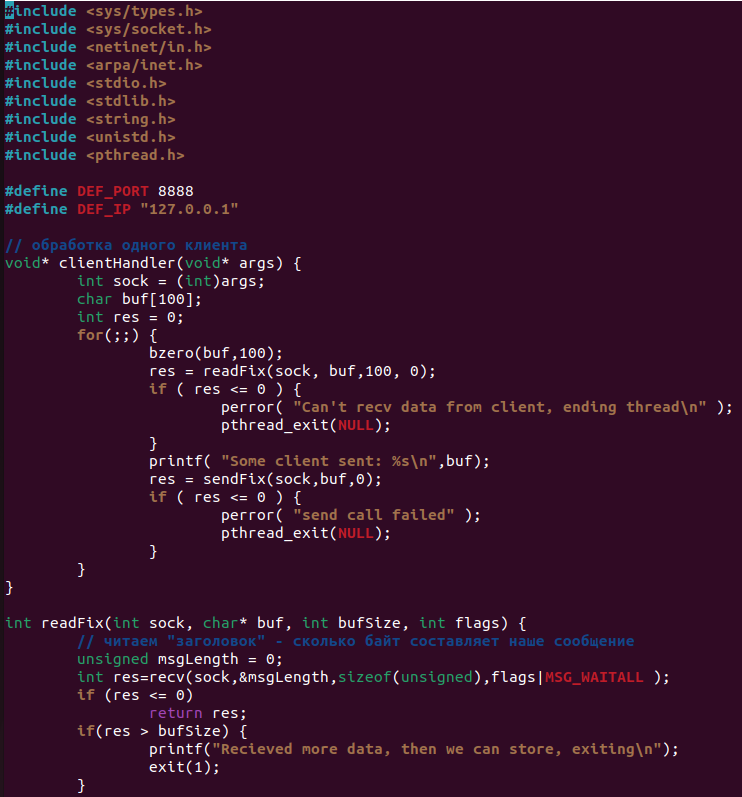 #include <sys/types.h>
#include <sys/socket.h>
#include <netinet/in.h>
#include <arpa/inet.h>
#include <stdio.h>
#include <stdlib.h>
#include <string.h>
#include <unistd.h>
#include <pthread.h>

#define DEF_PORT 8888
#define DEF_IP "127.0.0.1"

// обработка одного клиента
void* clientHandler(void* args) {
        int sock = (int)args;
        char buf[100];
        int res = 0;
        for(;;) {
                bzero(buf,100);
                res = readFix(sock, buf,100, 0);
                if ( res <= 0 ) {
                        perror( "Can't recv data from client, ending thread\n" );
                        pthread_exit(NULL);
                }
                printf( "Some client sent: %s\n",buf);
                res = sendFix(sock,buf,0);
                if ( res <= 0 ) {
                        perror( "send call failed" );
                        pthread_exit(NULL);
                }
        }
}

int readFix(int sock, char* buf, int bufSize, int flags) {
        // читаем "заголовок" - сколько байт составляет наше сообщение
        unsigned msgLength = 0;
        int res=recv(sock,&msgLength,sizeof(unsigned),flags|MSG_WAITALL );
        if (res <= 0)
                return res;
        if(res > bufSize) {
                printf("Recieved more data, then we can store, exiting\n");
                exit(1);
        }